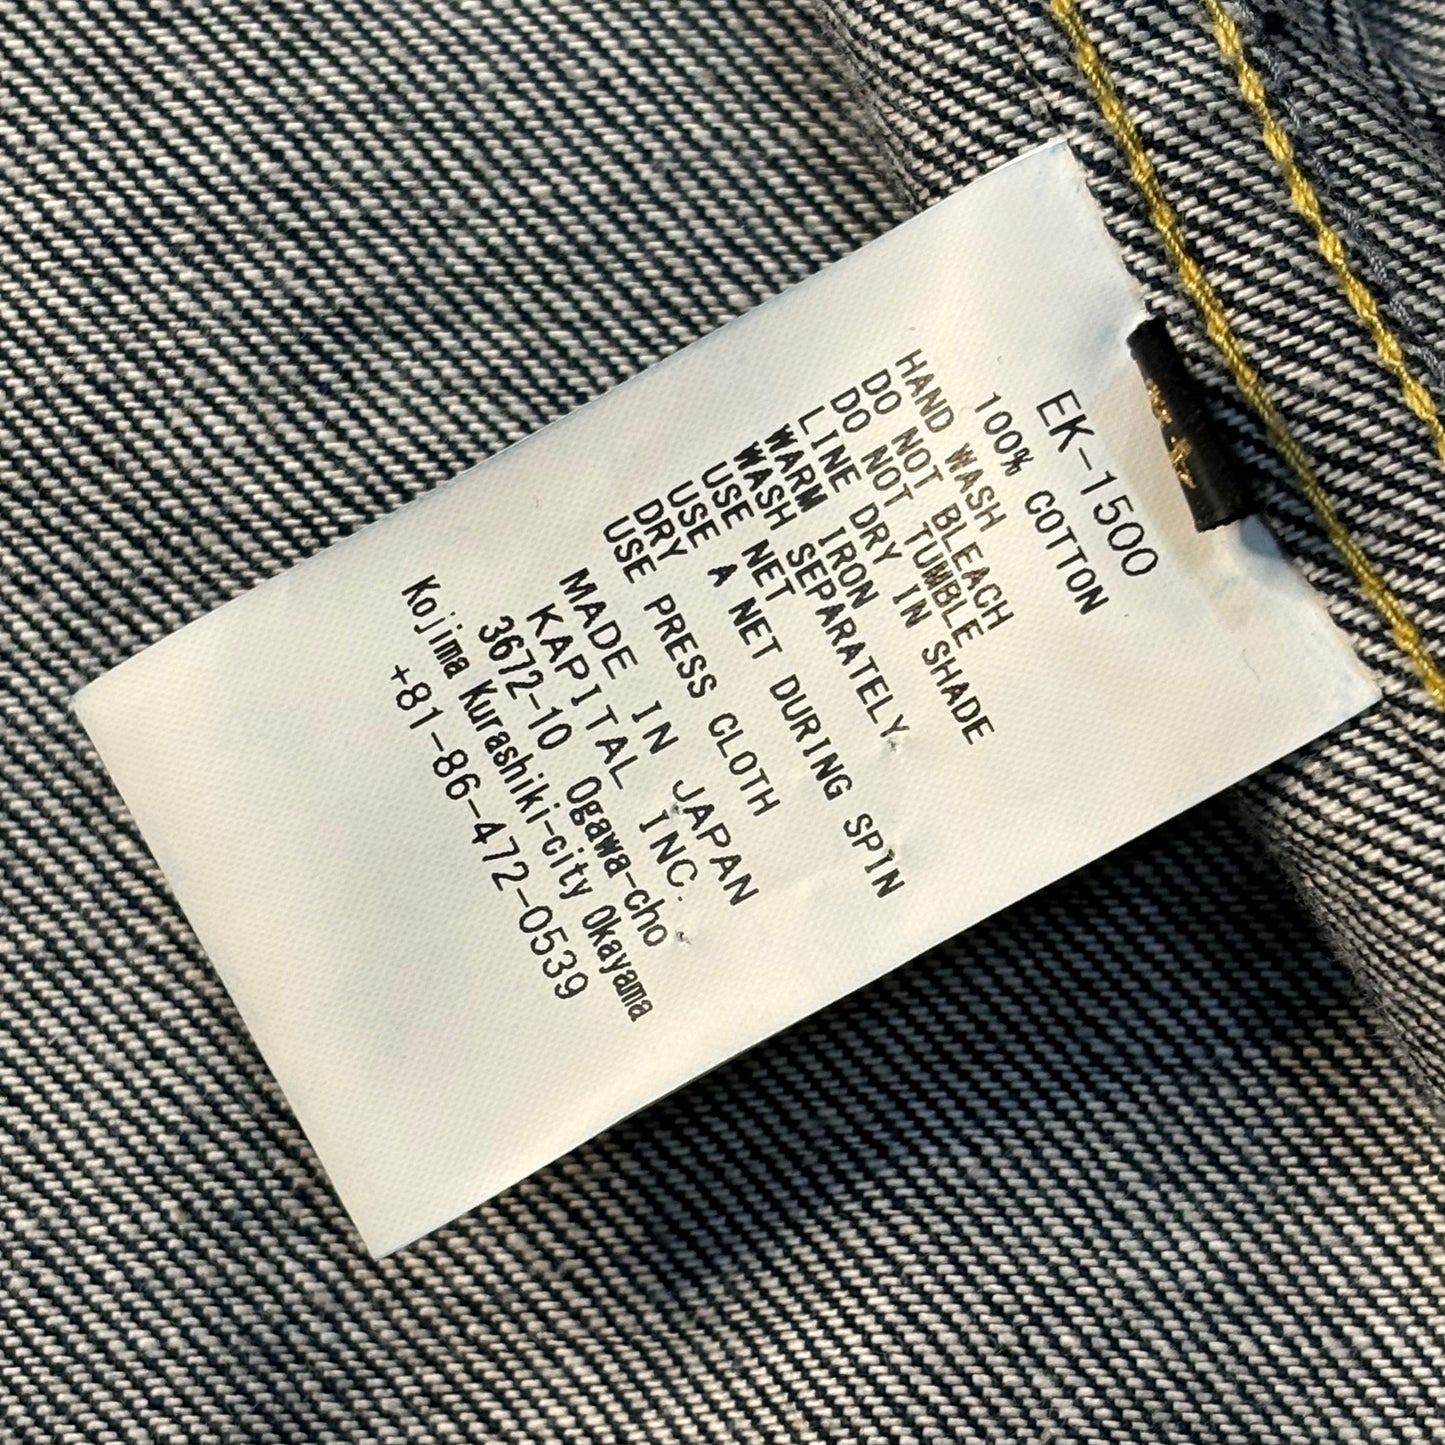 EK-1500
100% COTTON
HAND WASH
DO NOT BLEACH
DO NOT TUMBLE
LINE DRY IN SHADE
WARM IRON
WASH SEPARATELY
USE NET
USE A NET DURING SPIN
DRY
USE PRESS CLOTH
MADE IN JAPAN
KAPITAL INC.
3672-10 Ogawa-cho
Kojima Kurashiki-city Okayama
+81-86-472-0539